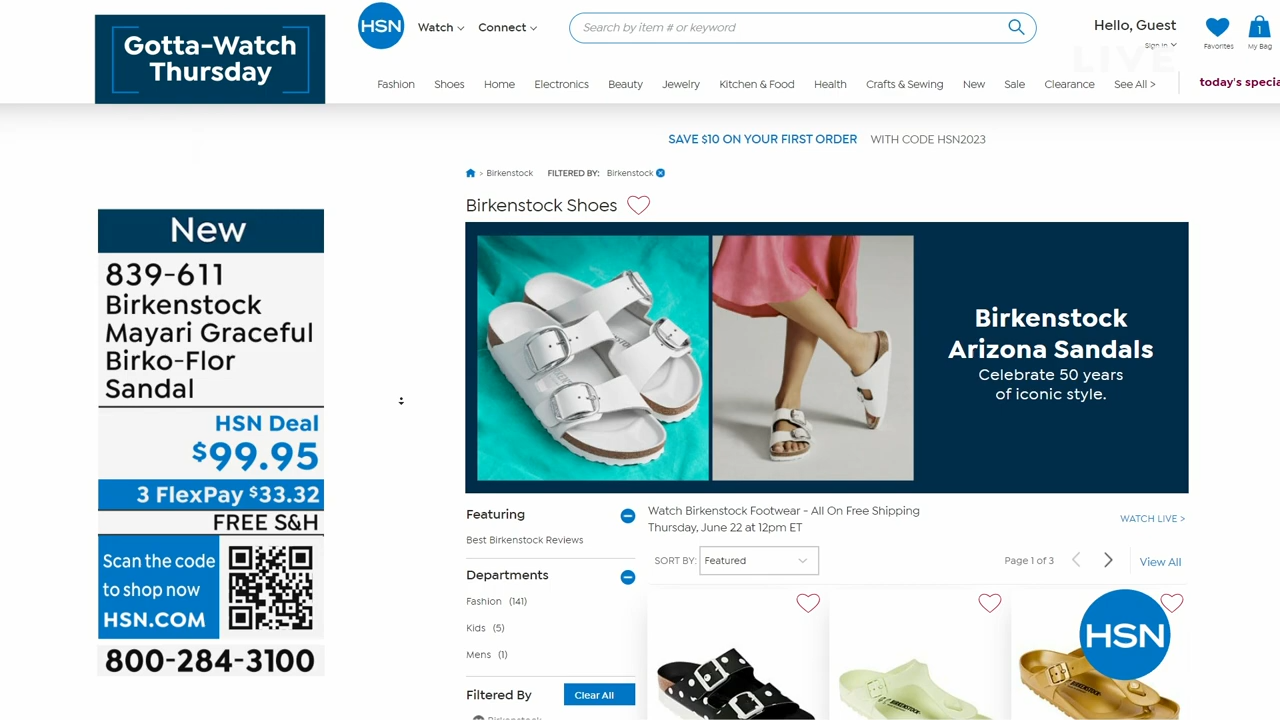 Gotta-Watch
Thursday
HSN
Watch
Connect
Search by item # or keyword
Hello, Guest
Sign In
LIVE
Favorites
1
My Bag
Fashion
Shoes
Home
Electronics
Beauty
Jewelry
Kitchen & Food
Health
Crafts & Sewing
New
Sale
Clearance
See All >
today's specia
SAVE $10 ON YOUR FIRST ORDER WITH CODE HSN2023
> Birkenstock FILTERED BY: Birkenstock
Birkenstock Shoes
New
839-611
Birkenstock
Mayari Graceful
Birko-Flor
Sandal
HSN Deal
$99.95
3 FlexPay $33.32
FREE S&H
Scan the code
to shop now
HSN.COM
800-284-3100
Birkenstock
Arizona Sandals
Celebrate 50 years
of iconic style.
Featuring
Best Birkenstock Reviews
Departments
Fashion (141)
Kids (5)
Mens (1)
Filtered By
Clear All
Birkenstock
Watch Birkenstock Footwear - All On Free Shipping
Thursday, June 22 at 12pm ET
WATCH LIVE >
SORT BY: Featured
Page 1 of 3
View All
HSN
BIRKENSTOCK
BIRKENSTOCK